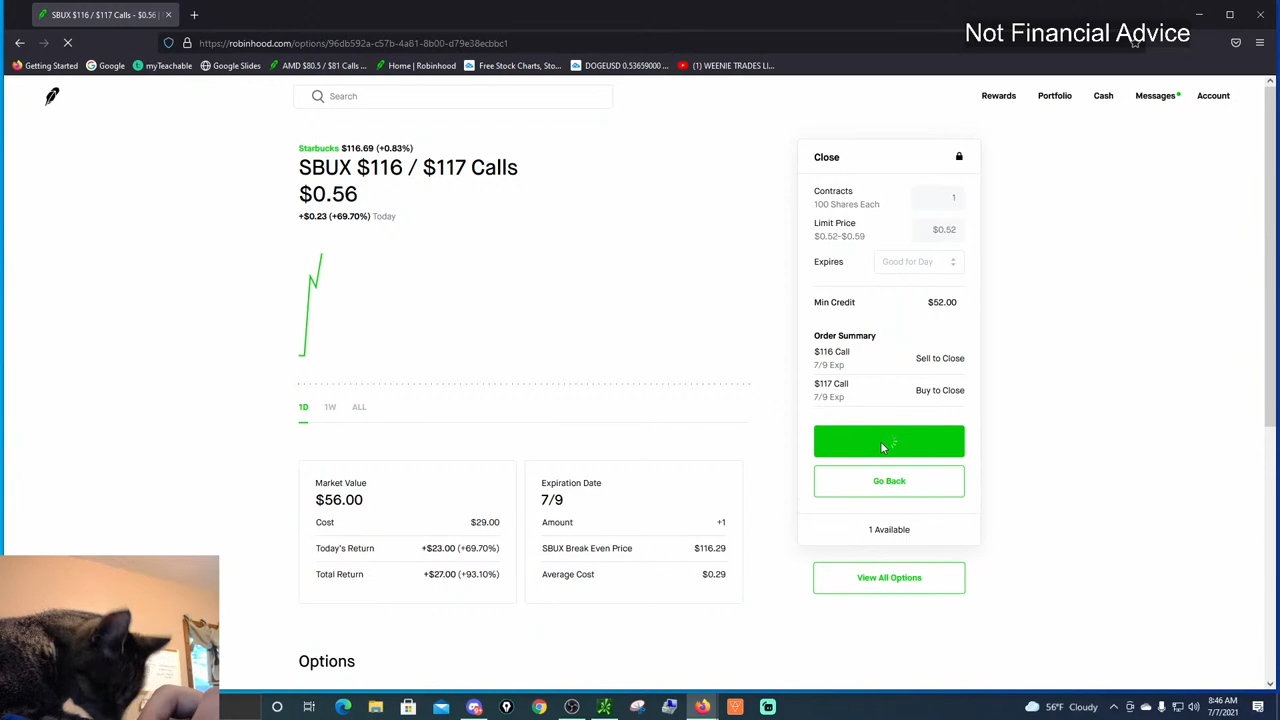 SBUX $116 / $117 Calls - $0.56 |
Not Financial Advice
https://robinhood.com/options/96db592a-c57b-4a81-8b00-d79e38ecbbc1
Getting Started Google myTeachable Google Slides AMD $80.5 / $81 Calls ... Home | Robinhood Free Stock Charts, Sto... DOGEUSD 0.53659000 ... (1) WEENIE TRADES LI...
Search
Rewards Portfolio Cash Messages Account
Starbucks $116.69 (+0.83%)
SBUX $116 / $117 Calls
$0.56
+$0.23 (+69.70%) Today
1D 1W ALL
Market Value
$56.00
Cost $29.00
Today's Return +$23.00 (+69.70%)
Total Return +$27.00 (+93.10%)
Expiration Date
7/9
Amount +1
SBUX Break Even Price $116.29
Average Cost $0.29
Options
Close
Contracts
100 Shares Each
1
Limit Price
$0.52-$0.59
$0.52
Expires Good for Day
Min Credit $52.00
Order Summary
$116 Call
7/9 Exp
Sell to Close
$117 Call
7/9 Exp
Buy to Close
Go Back
1 Available
View All Options
56°F Cloudy
8:46 AM
7/7/2021